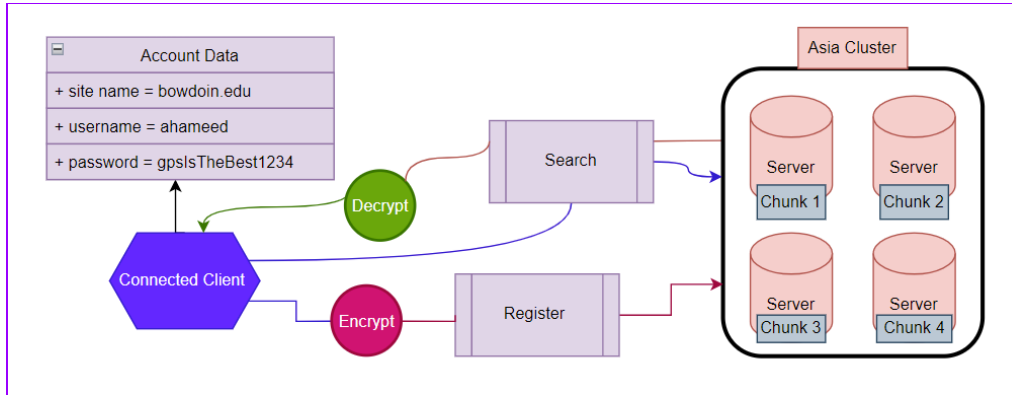 Account Data
+ site name = bowdoin.edu
+ username = ahameed
+ password = gpsIsTheBest1234
Asia Cluster
Search
Decrypt
Connected Client
Encrypt
Register
Server
Chunk 1
Server
Chunk 2
Server
Chunk 3
Server
Chunk 4